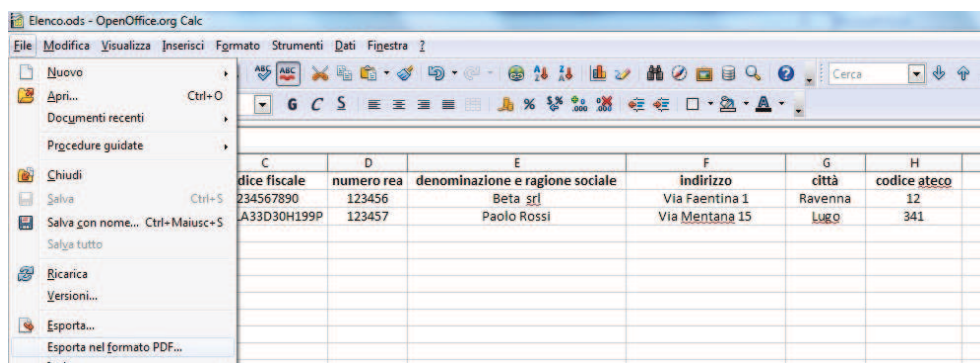 Elenco.ods - OpenOffice.org Calc
File Modifica Visualizza Inserisci Formato Strumenti Dati Finestra ?
Nuovo
Apri... Ctrl+O
Documenti recenti
Procedure guidate
Chiudi
Salva Ctrl+S
Salva con nome... Ctrl+Maiusc+S
Salva tutto
Ricarica
Versioni...
Esporta...
Esporta nel formato PDF...
ABC ABC Cerca
G C S %
C D E F G H
dice fiscale numero rea denominazione e ragione sociale indirizzo città codice ateco
234567890 123456 Beta srl Via Faentina 1 Ravenna 12
A33D30H199P 123457 Paolo Rossi Via Mentana 15 Lugo 341